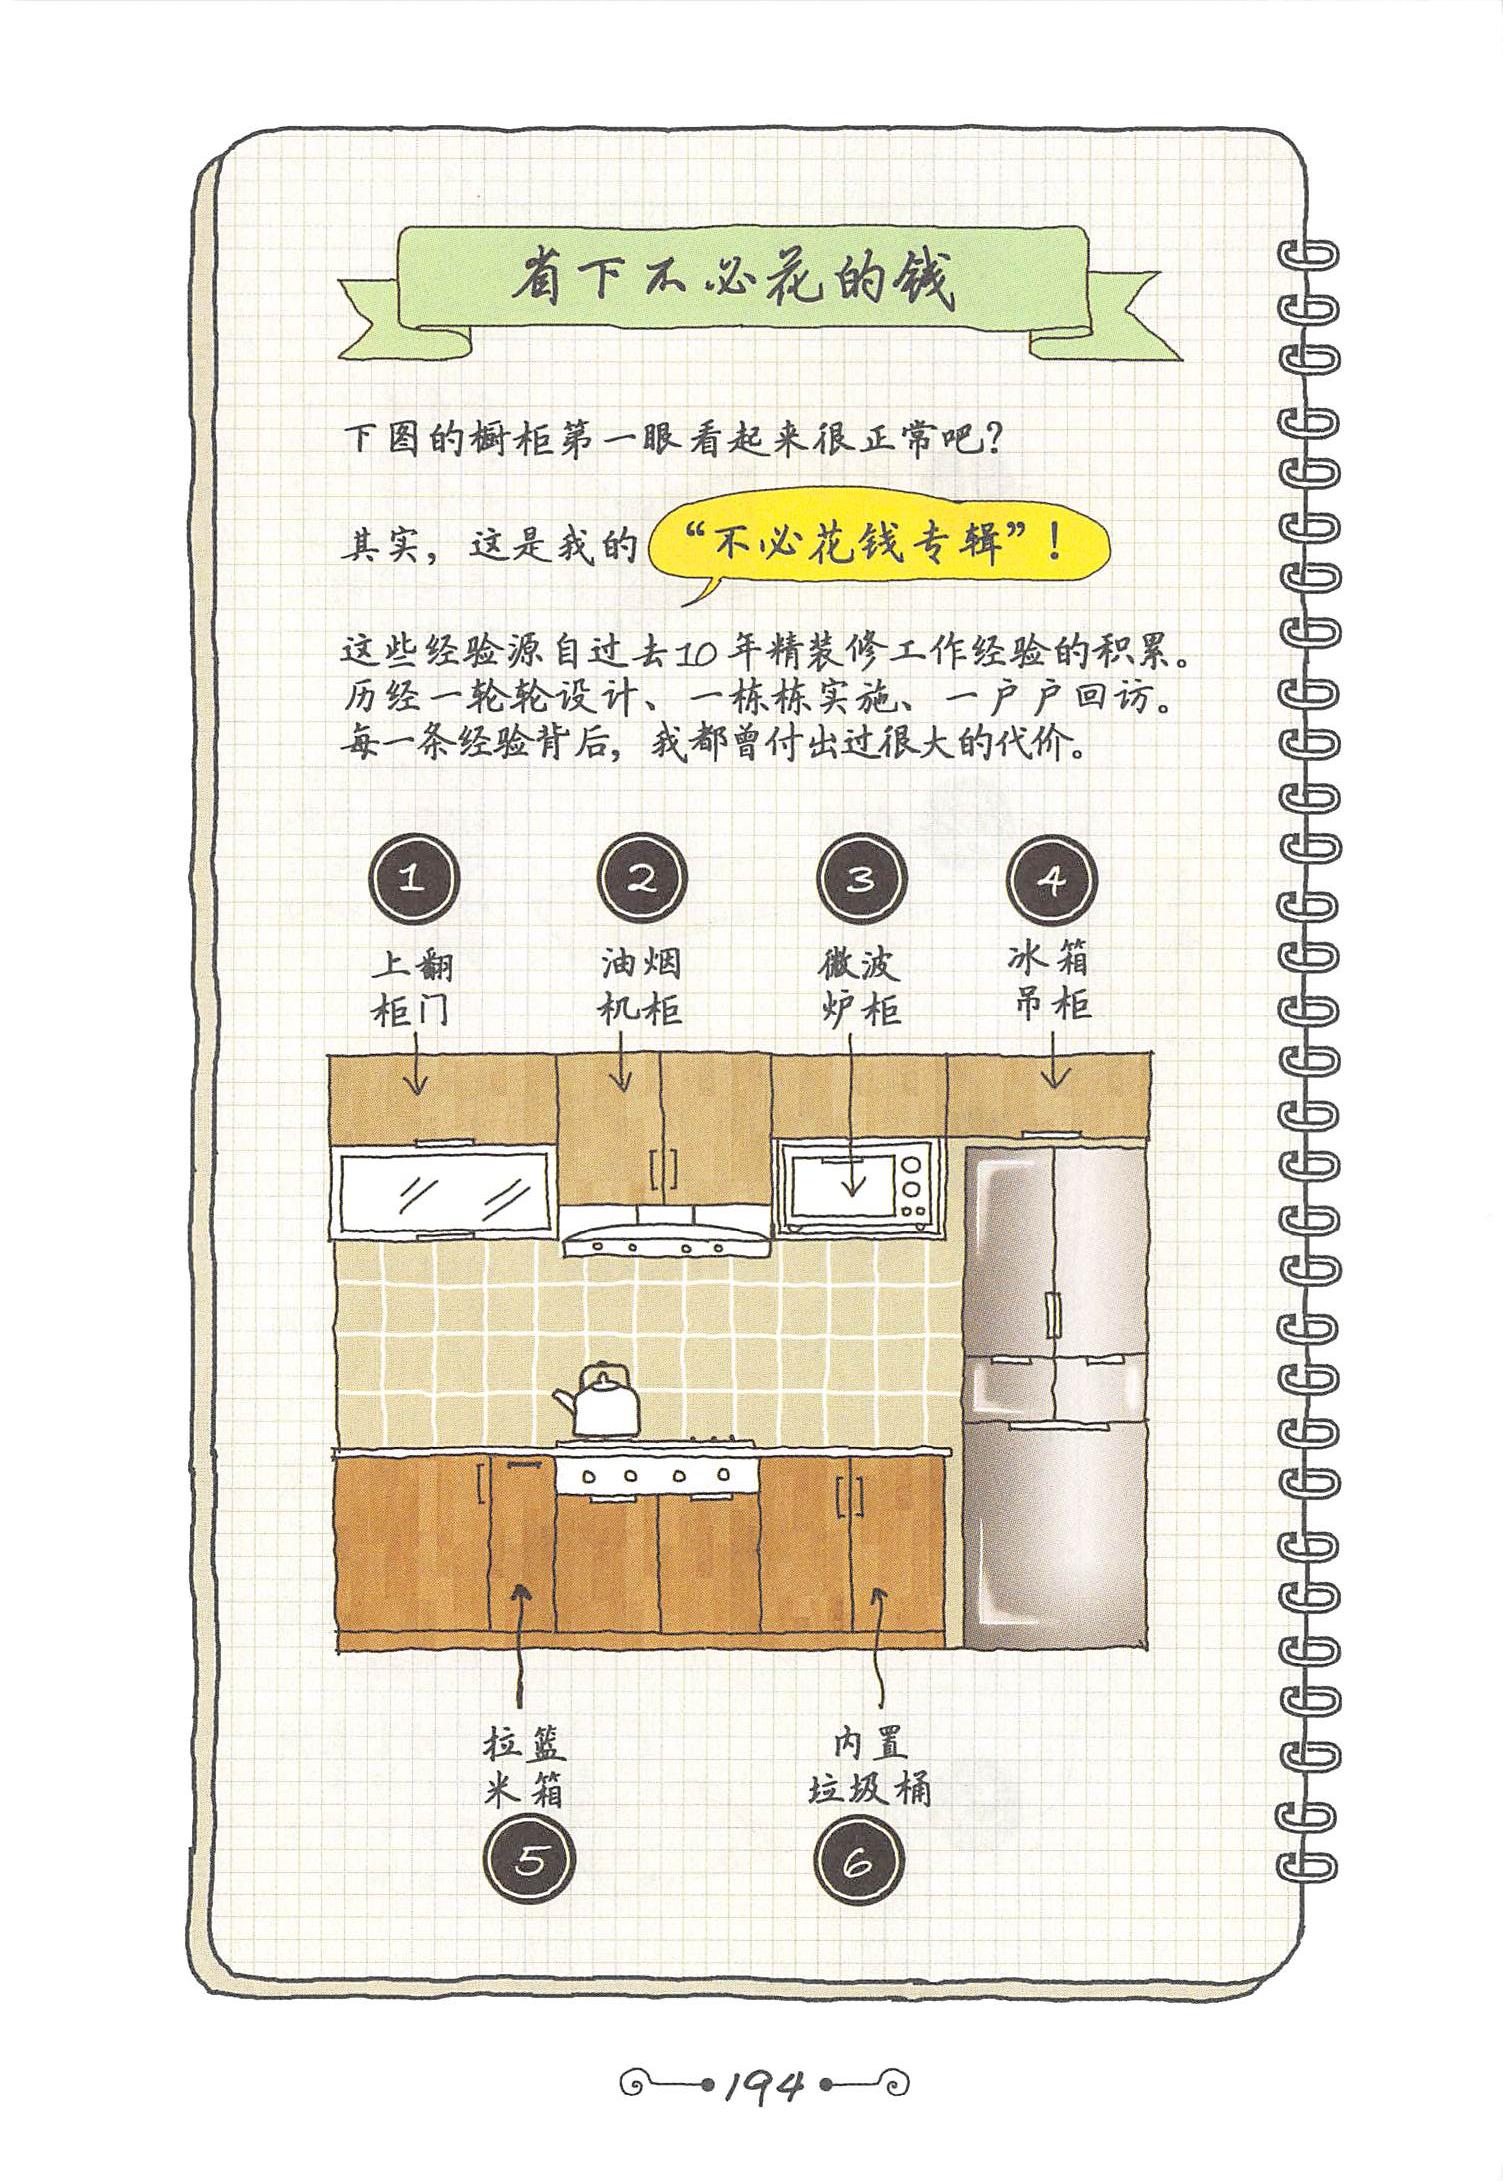 省下不必花的钱
下图的橱柜第一眼看起来很正常吧？
其实，这是我的“不必花钱专辑”！
这些经验源自过去10年精装修工作经验的积累。
历经一轮轮设计、一栋栋实施、一户户回访。
每一条经验背后，我都曾付出过很大的代价。
1
2
3
4
上翻
柜门
油烟
机柜
微波
炉柜
冰箱
吊柜
拉篮
米箱
内置
垃圾桶
5
6
194